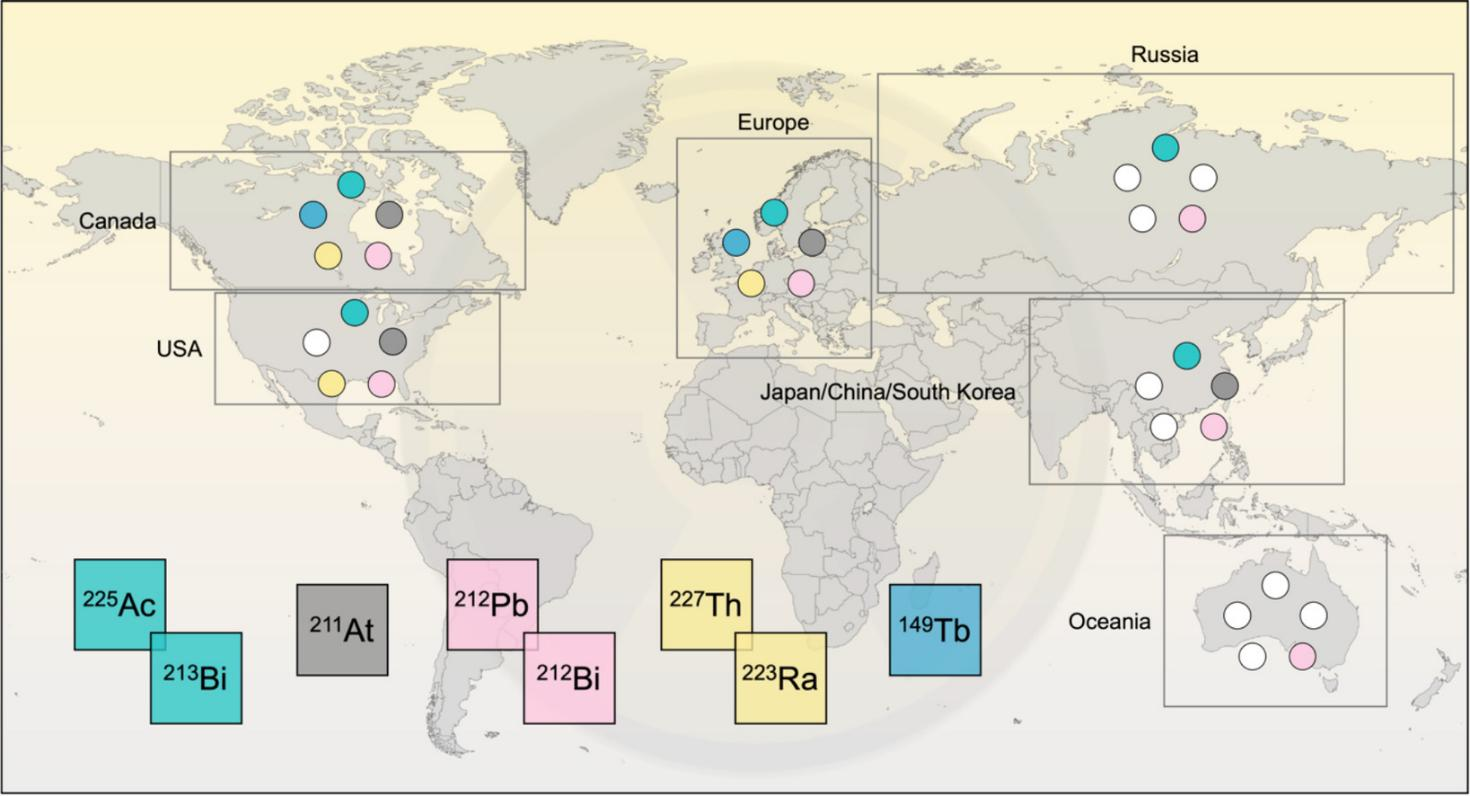 Russia
Europe
Canada
USA
Japan/China/South Korea
Oceania
²²⁵Ac
²¹³Bi
²¹¹At
²¹²Pb
²¹²Bi
²²⁷Th
²²³Ra
¹⁴⁹Tb